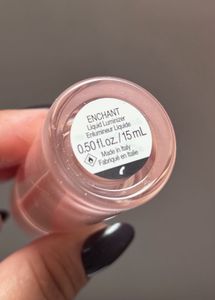 ENCHANT
Liquid Luminizer
Enlumineur Liquide
0.50 fl.oz. / 15 mL
Made in Italy
Fabriqué en Italie